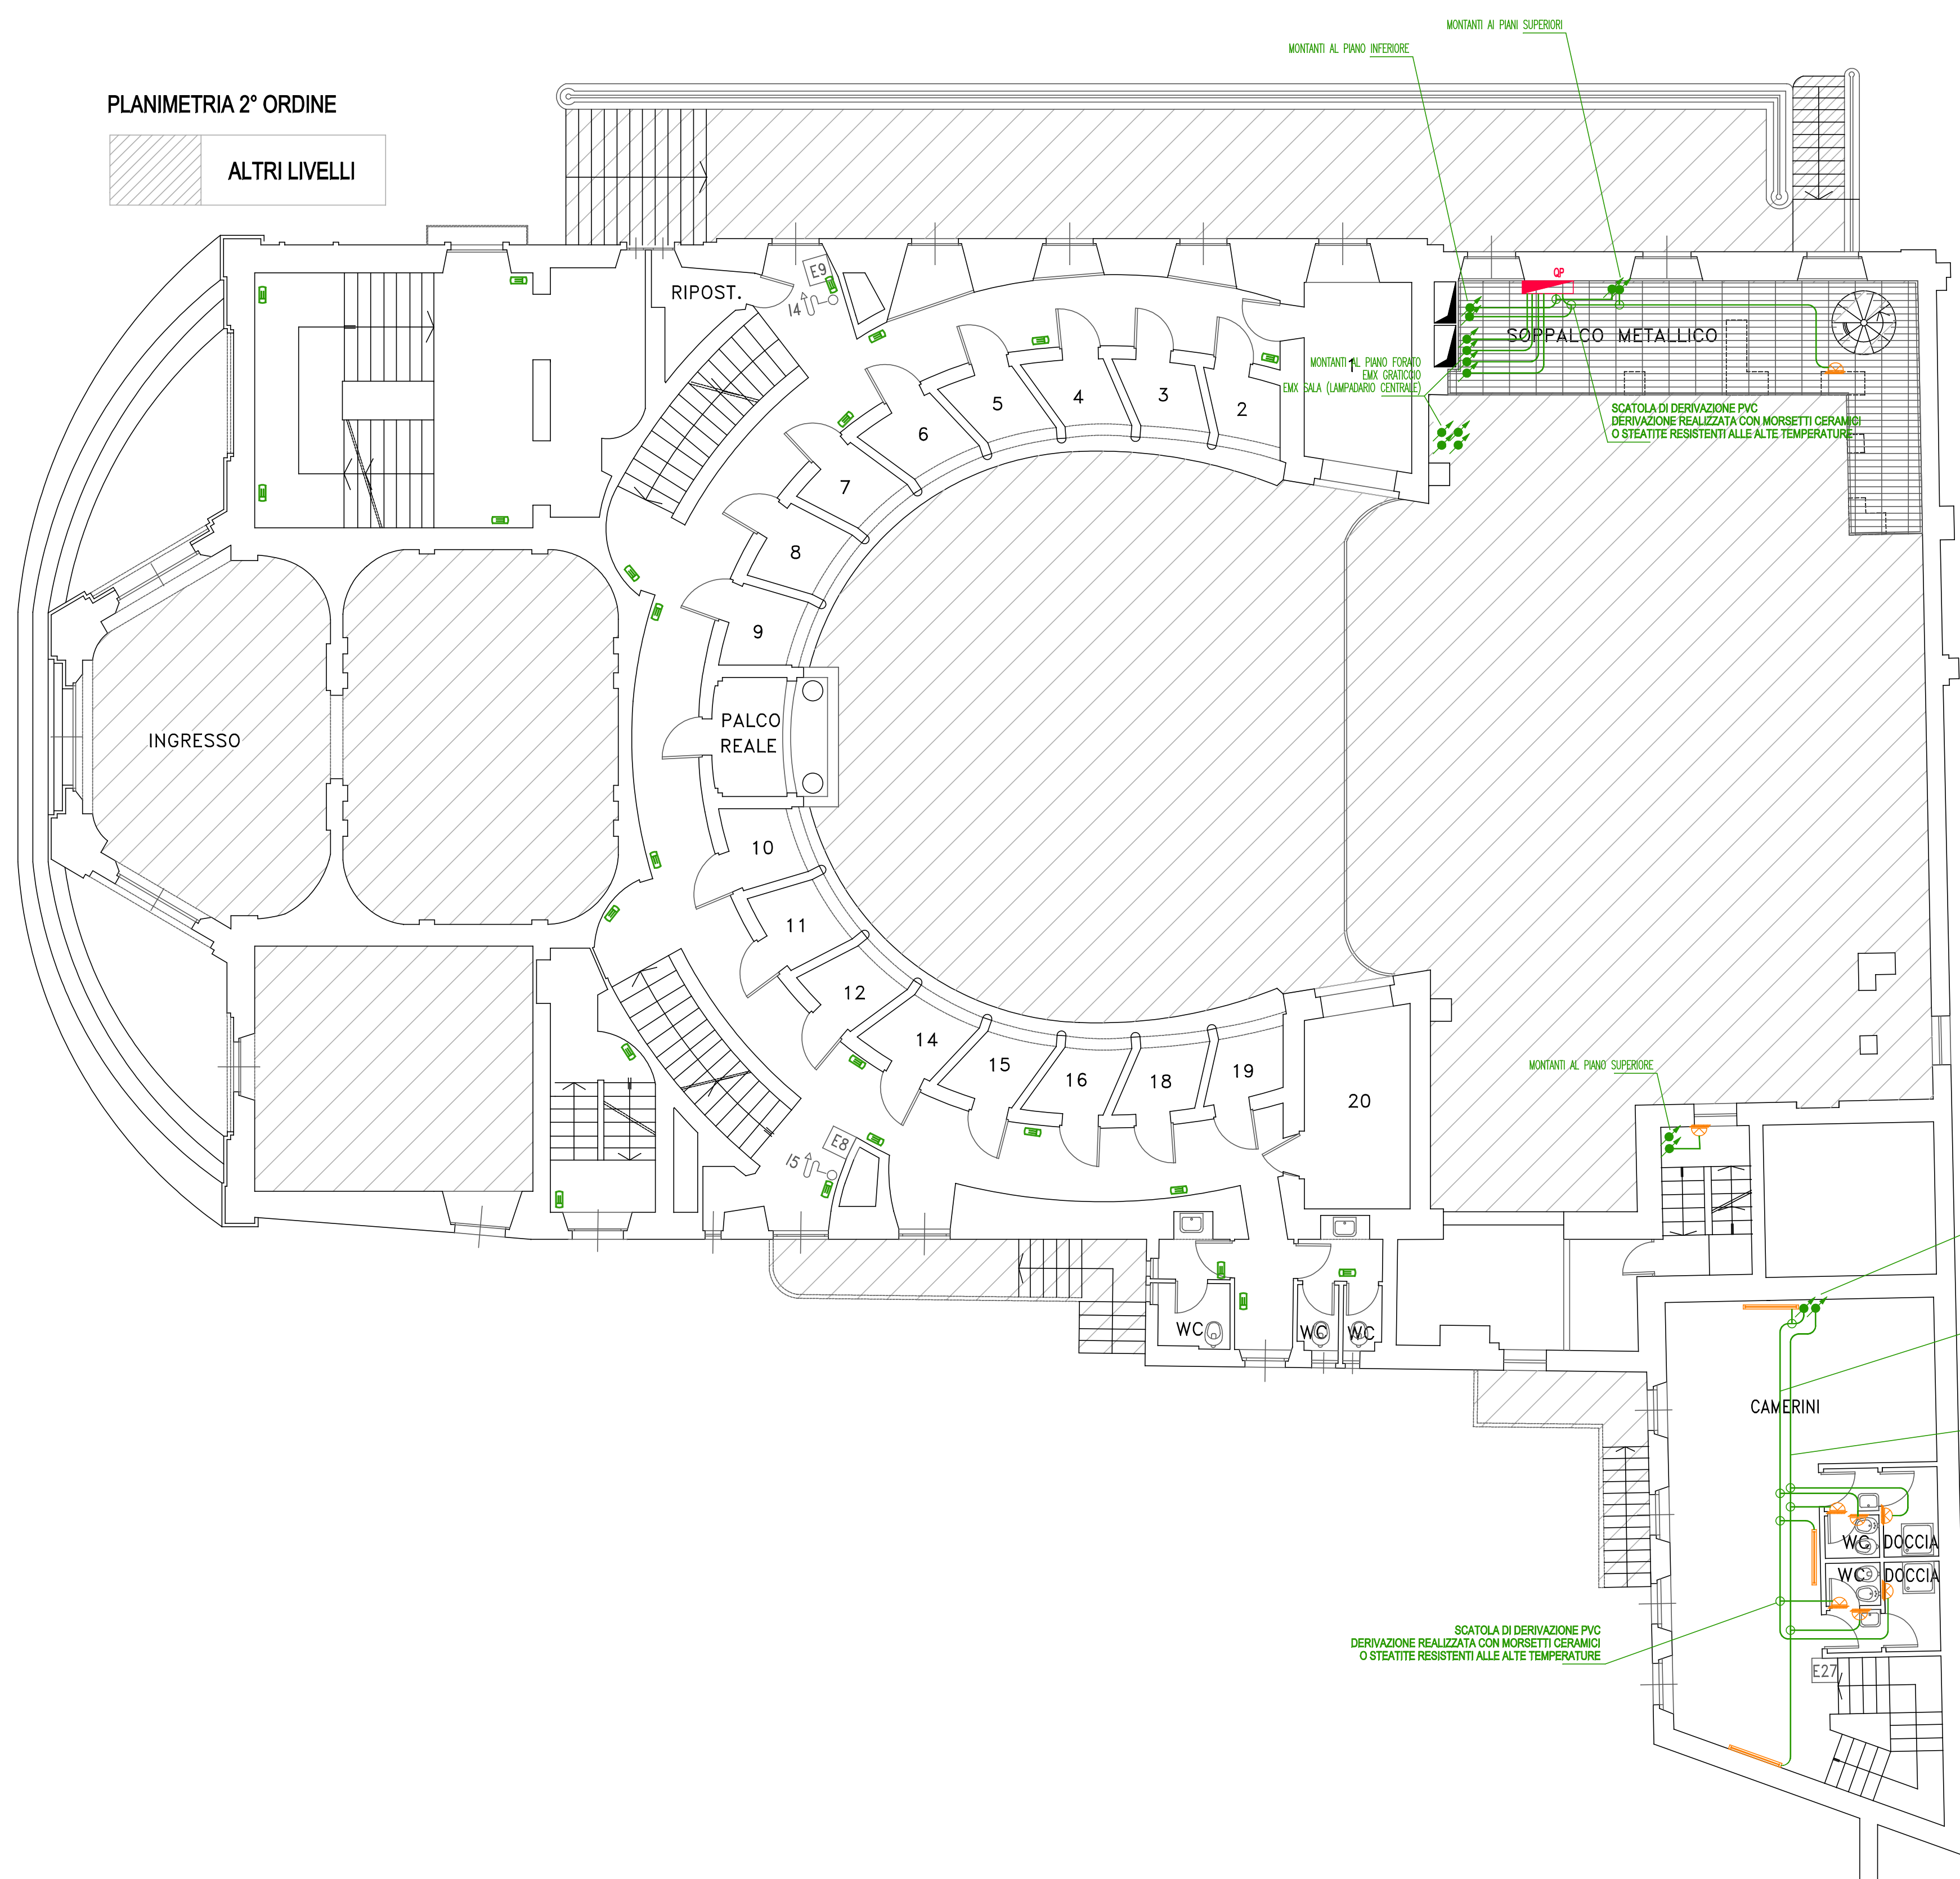 MONTANTI AI PIANI SUPERIORI
MONTANTI AL PIANO INFERIORE
PLANIMETRIA 2° ORDINE
ALTRI LIVELLI
E9
I4
RIPOST.
QP
SOPPALCO METALLICO
MONTANTI AL PIANO FORATO
EMX GRATICCIO
EMX SALA (LAMPADARIO CENTRALE)
1
2
3
4
5
6
7
8
9
SCATOLA DI DERIVAZIONE PVC
DERIVAZIONE REALIZZATA CON MORSETTI CERAMICI
O STEATITE RESISTENTI ALLE ALTE TEMPERATURE
INGRESSO
PALCO
REALE
10
11
12
14
15
16
18
19
20
MONTANTI AL PIANO SUPERIORE
E8
I5
WC
WC
WC
CAMERINI
WC
DOCCIA
WC
DOCCIA
SCATOLA DI DERIVAZIONE PVC
DERIVAZIONE REALIZZATA CON MORSETTI CERAMICI
O STEATITE RESISTENTI ALLE ALTE TEMPERATURE
E27